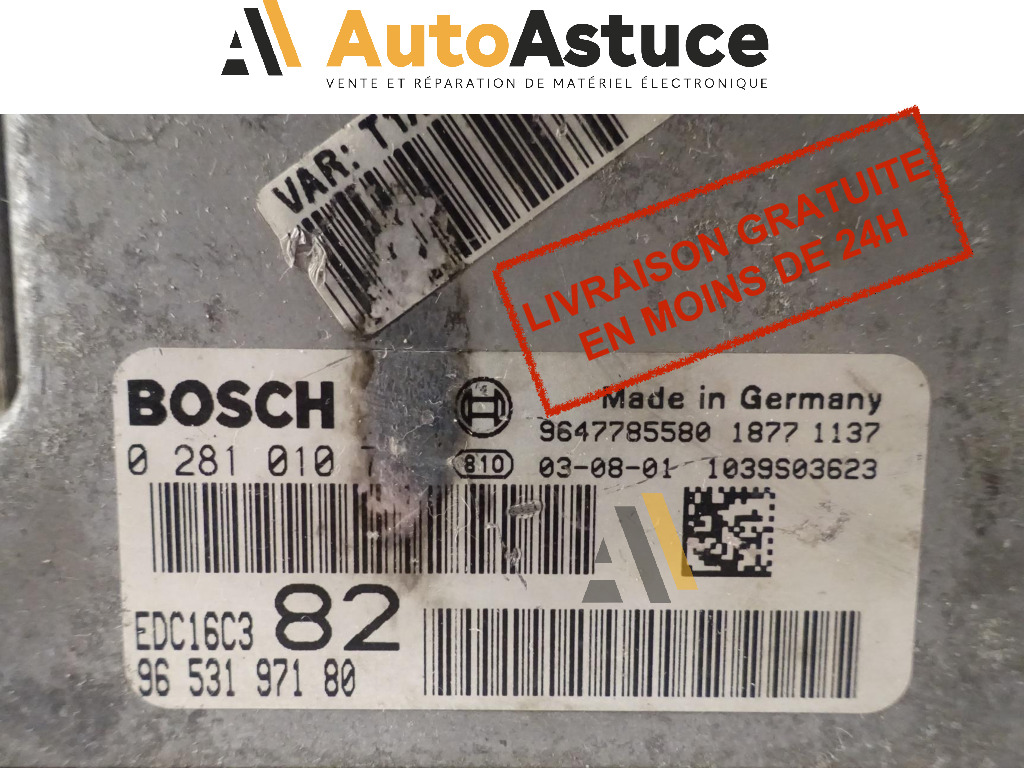 AutoAstuce
VENTE ET RÉPARATION DE MATÉRIEL ÉLECTRONIQUE
VAR:
LIVRAISON GRATUITE
EN MOINS DE 24H
BOSCH
Made in Germany
9647785580 1877 1137
0 281 010
810 03-08-01 1039S03623
82
EDC16C3
96 531 971 80